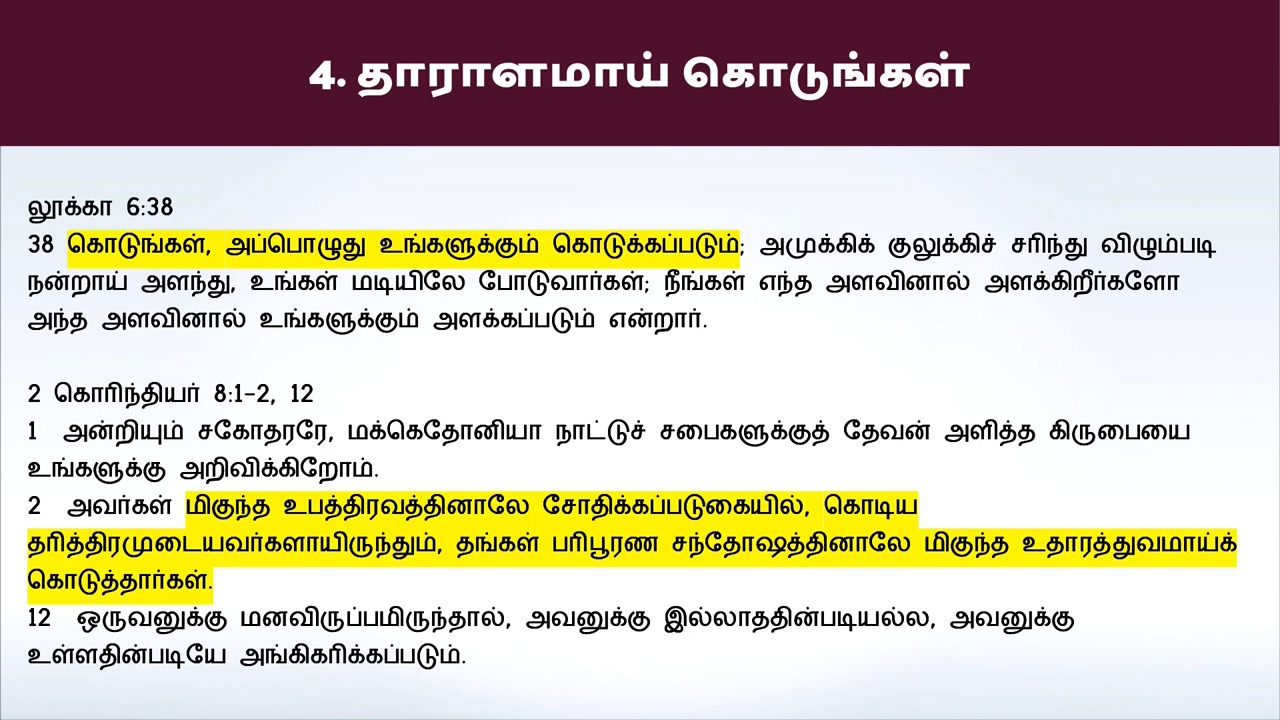 4. தாராளமாய் கொடுங்கள்
லூக்கா 6:38
38 கொடுங்கள், அப்பொழுது உங்களுக்கும் கொடுக்கப்படும்; அமுக்கிக் குலுக்கிச் சரிந்து விழும்படி
நன்றாய் அளந்து, உங்கள் மடியிலே போடுவார்கள்; நீங்கள் எந்த அளவினால் அளக்கிறீர்களோ
அந்த அளவினால் உங்களுக்கும் அளக்கப்படும் என்றார்.
2 கொரிந்தியர் 8:1-2, 12
1 அன்றியும் சகோதரரே, மக்கெதோனியா நாட்டுச் சபைகளுக்குத் தேவன் அளித்த கிருபையை
உங்களுக்கு அறிவிக்கிறோம்.
2 அவர்கள் மிகுந்த உபத்திரவத்தினாலே சோதிக்கப்படுகையில், கொடிய
தரித்திரமுடையவர்களாயிருந்தும், தங்கள் பரிபூரண சந்தோஷத்தினாலே மிகுந்த உதாரத்துவமாய்க்
கொடுத்தார்கள்.
12 ஒருவனுக்கு மனவிருப்பமிருந்தால், அவனுக்கு இல்லாததின்படியல்ல, அவனுக்கு
உள்ளதின்படியே அங்கிகரிக்கப்படும்.